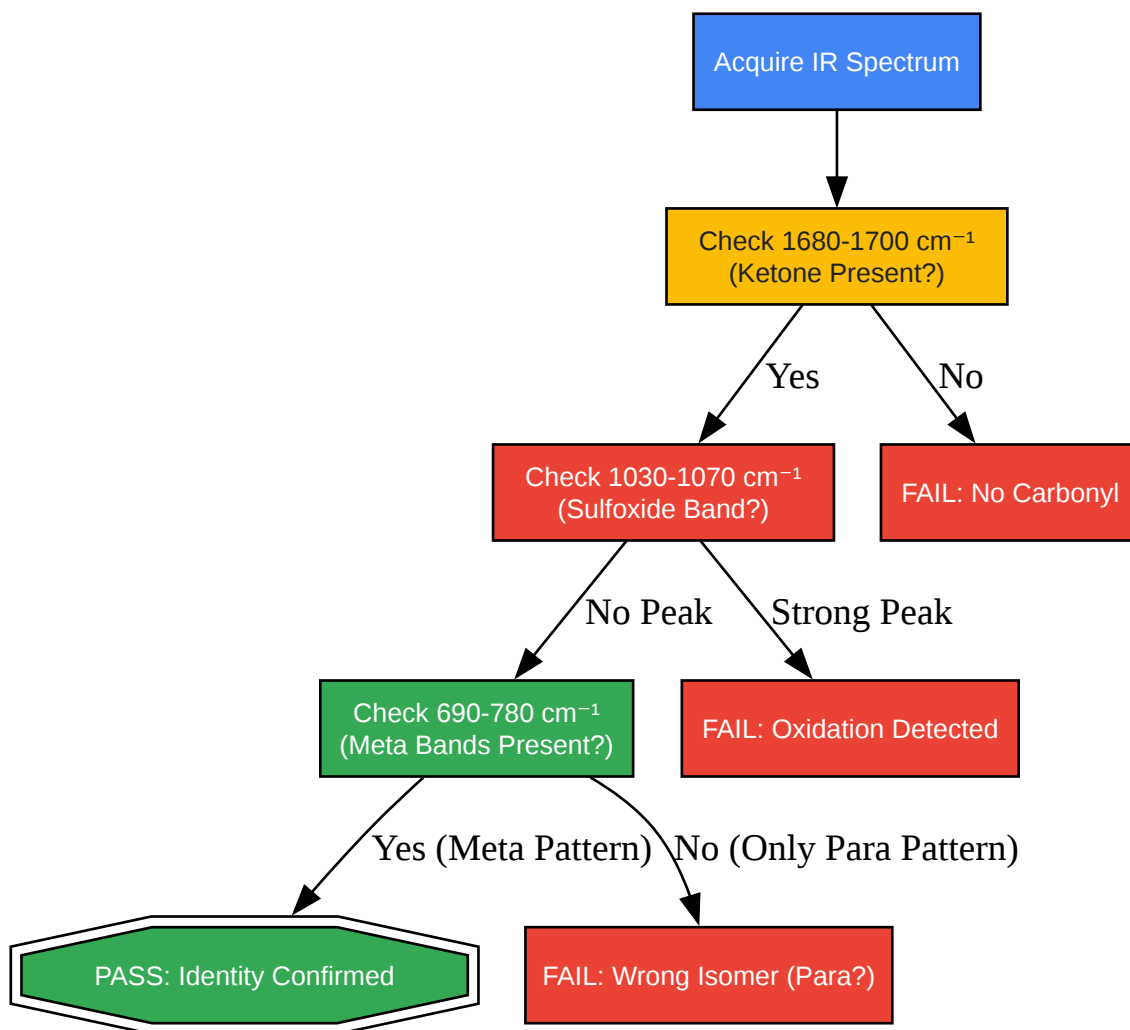 Acquire IR Spectrum
Check 1680-1700 cm⁻¹
(Ketone Present?)
Yes
No
Check 1030-1070 cm⁻¹
(Sulfoxide Band?)
FAIL: No Carbonyl
No Peak
Strong Peak
Check 690-780 cm⁻¹
(Meta Bands Present?)
FAIL: Oxidation Detected
Yes (Meta Pattern)
No (Only Para Pattern)
PASS: Identity Confirmed
FAIL: Wrong Isomer (Para?)